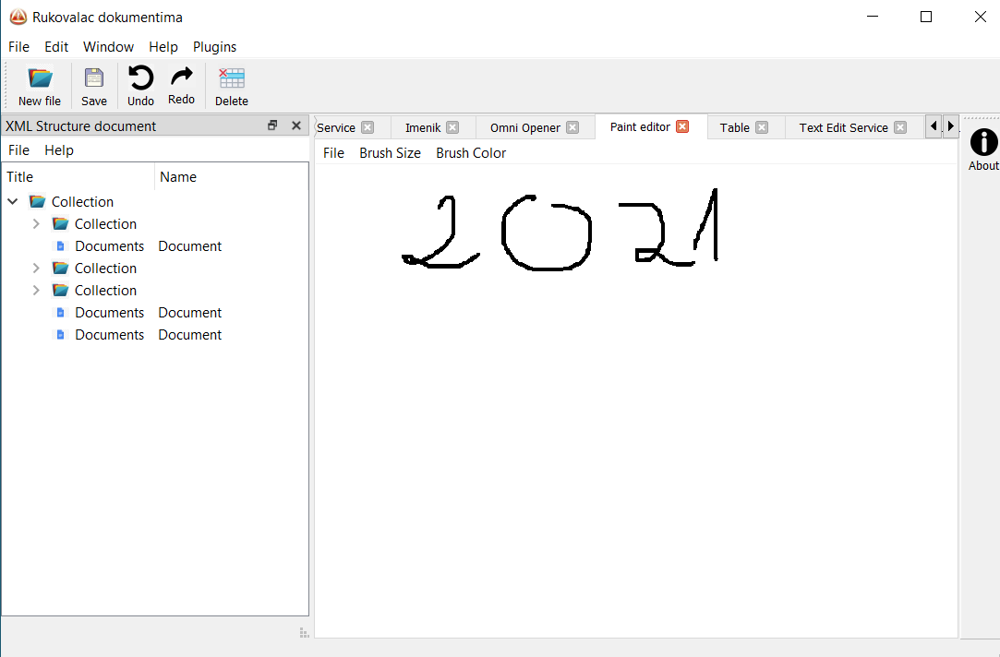 Rukovalac dokumentima
File Edit Window Help Plugins
New file Save Undo Redo Delete
XML Structure document
File Help
Title Name
Collection
Collection
Documents Document
Collection
Collection
Documents Document
Documents Document
Service Imenik Omni Opener Paint editor Table Text Edit Service
File Brush Size Brush Color
2021
About